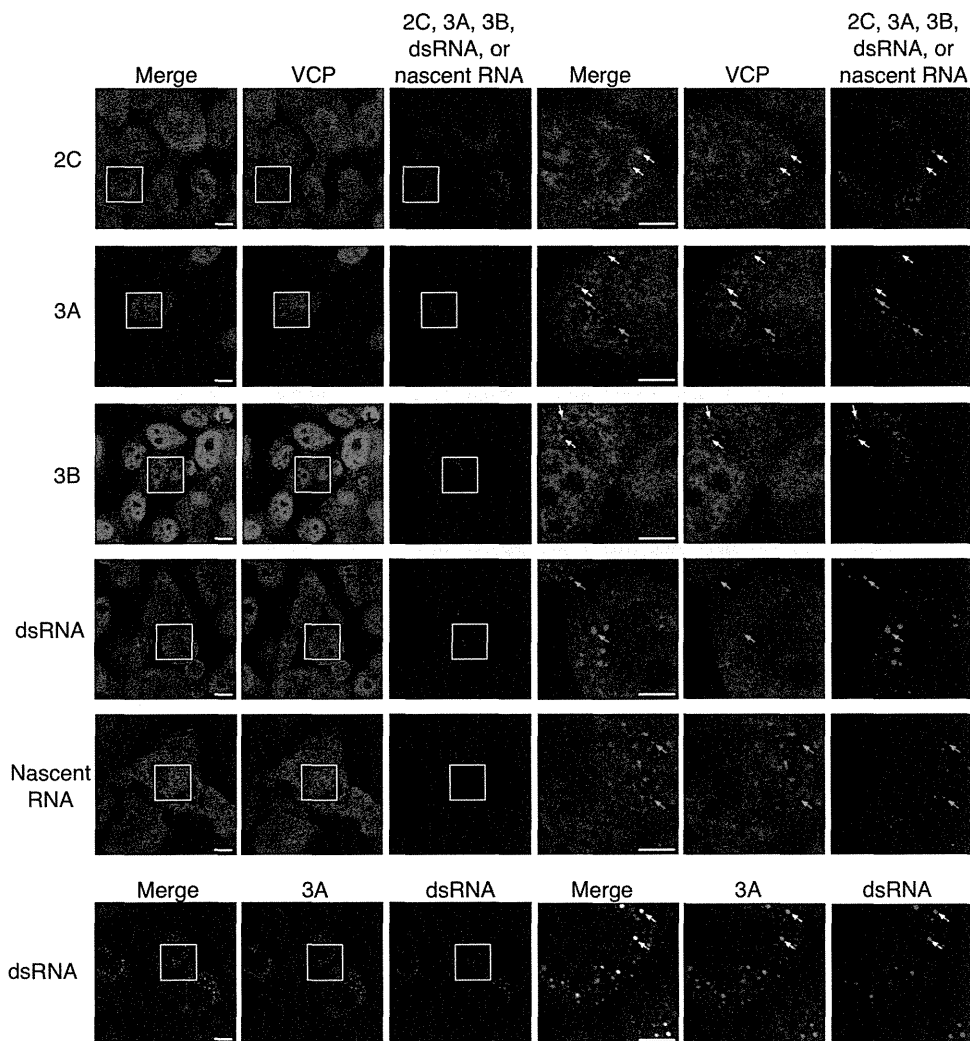 2C, 3A, 3B,
dsRNA, or
nascent RNA
2C, 3A, 3B,
dsRNA, or
nascent RNA
Merge
VCP
Merge
VCP
2C
3A
3B
dsRNA
Nascent
RNA
Merge
3A
dsRNA
Merge
3A
dsRNA
dsRNA